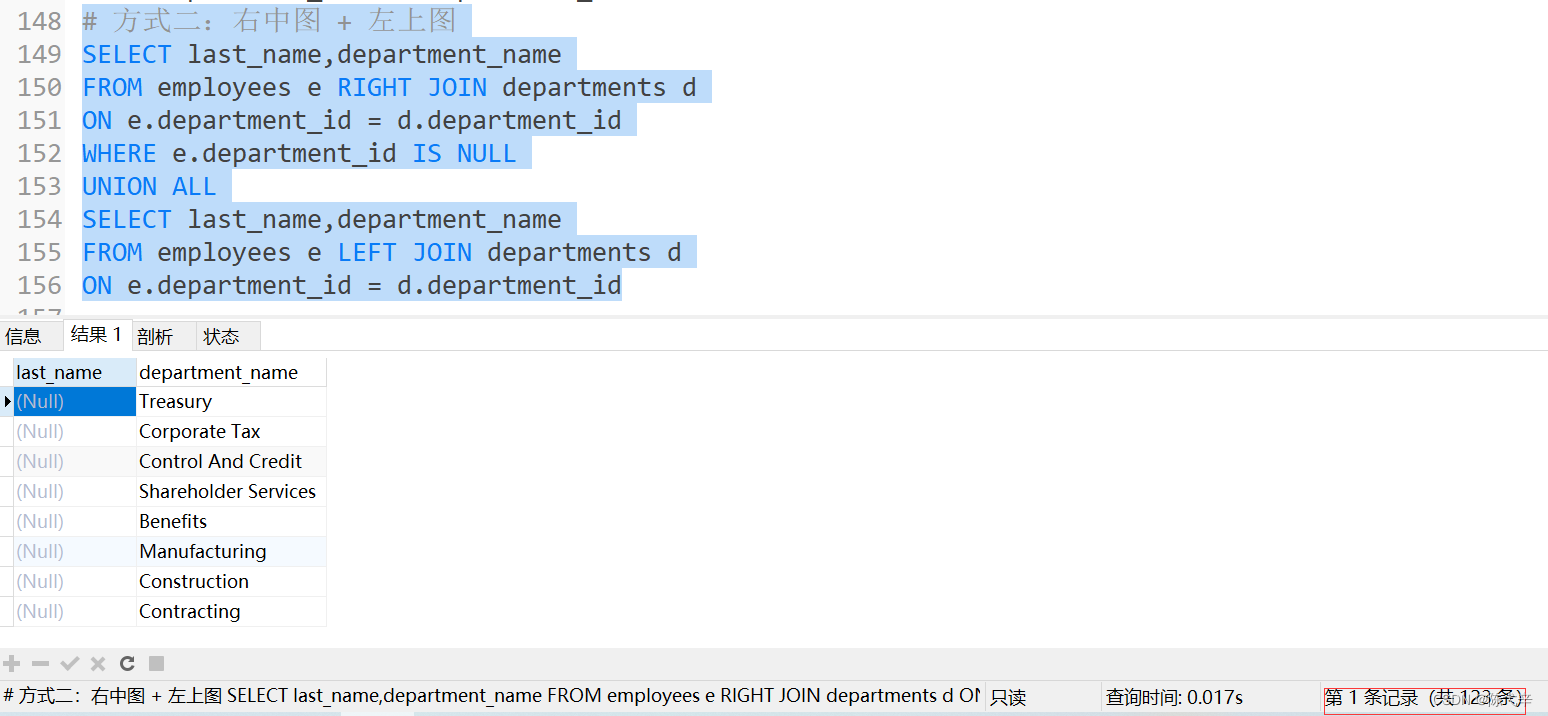 148 # 方式二：右中图 + 左上图
149 SELECT last_name,department_name
150 FROM employees e RIGHT JOIN departments d
151 ON e.department_id = d.department_id
152 WHERE e.department_id IS NULL
153 UNION ALL
154 SELECT last_name,department_name
155 FROM employees e LEFT JOIN departments d
156 ON e.department_id = d.department_id
信息 结果 1 剖析 状态
last_name department_name
(Null) Treasury
(Null) Corporate Tax
(Null) Control And Credit
(Null) Shareholder Services
(Null) Benefits
(Null) Manufacturing
(Null) Construction
(Null) Contracting
# 方式二：右中图 + 左上图 SELECT last_name,department_name FROM employees e RIGHT JOIN departments d ON 只读 查询时间: 0.017s 第 1 条记录 (共 123 条)